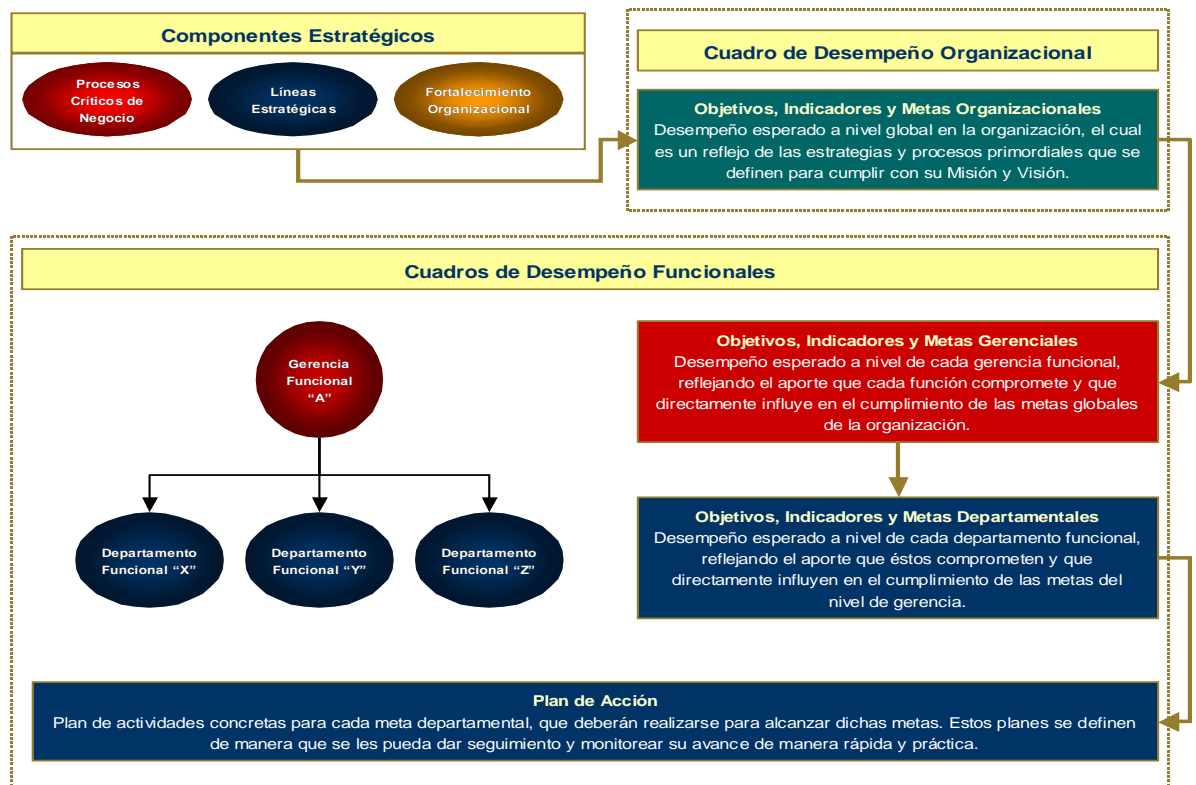 Componentes Estratégicos
Procesos
Críticos de
Negocio
Líneas
Estratégicas
Fortalecimiento
Organizacional
Cuadro de Desempeño Organizacional
Objetivos, Indicadores y Metas Organizacionales
Desempeño esperado a nivel global en la organización, el cual
es un reflejo de las estrategias y procesos primordiales que se
definen para cumplir con su Misión y Visión.
Cuadros de Desempeño Funcionales
Gerencia
Funcional
“A”
Departamento
Funcional “X”
Departamento
Funcional “Y”
Departamento
Funcional “Z”
Objetivos, Indicadores y Metas Gerenciales
Desempeño esperado a nivel de cada gerencia funcional,
reflejando el aporte que cada función compromete y que
directamente influye en el cumplimiento de las metas globales
de la organización.
Objetivos, Indicadores y Metas Departamentales
Desempeño esperado a nivel de cada departamento funcional,
reflejando el aporte que éstos comprometen y que
directamente influyen en el cumplimiento de las metas del
nivel de gerencia.
Plan de Acción
Plan de actividades concretas para cada meta departamental, que deberán realizarse para alcanzar dichas metas. Estos planes se definen
de manera que se les pueda dar seguimiento y monitorear su avance de manera rápida y práctica.